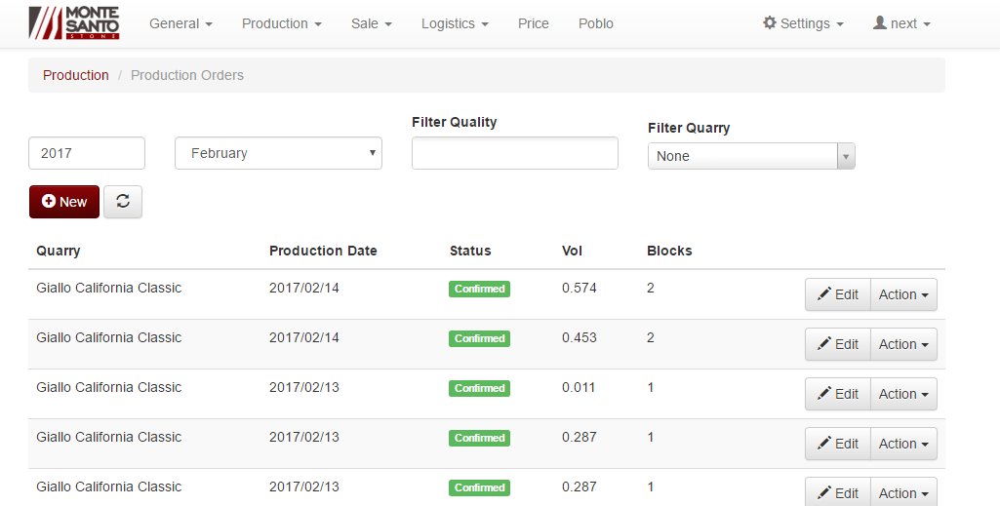 MONTE
SANTO
STONE
General Production Sale Logistics Price Poblo Settings next
Production / Production Orders
Filter Quality
Filter Quarry
2017 February None
New
Quarry Production Date Status Vol Blocks
Giallo California Classic 2017/02/14 Confirmed 0.574 2 Edit Action
Giallo California Classic 2017/02/14 Confirmed 0.453 2 Edit Action
Giallo California Classic 2017/02/13 Confirmed 0.011 1 Edit Action
Giallo California Classic 2017/02/13 Confirmed 0.287 1 Edit Action
Giallo California Classic 2017/02/13 Confirmed 0.287 1 Edit Action